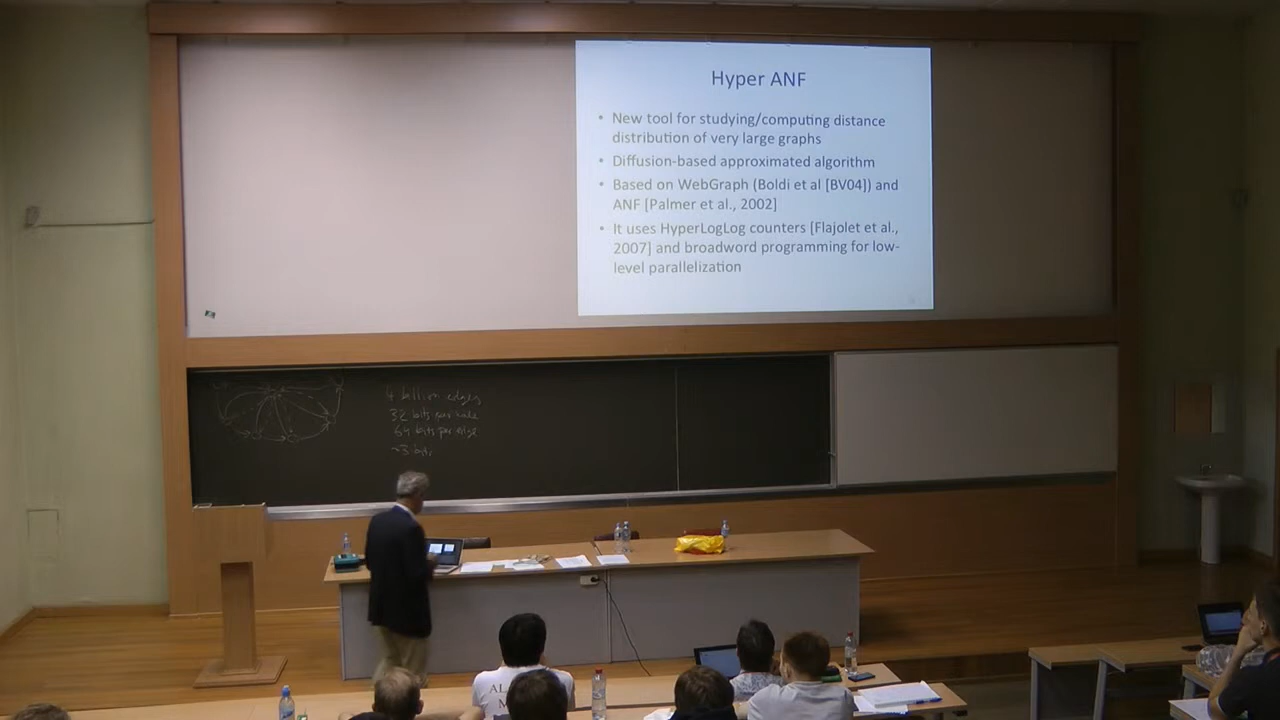 Hyper ANF
• New tool for studying/computing distance
distribution of very large graphs
• Diffusion-based approximated algorithm
• Based on WebGraph (Boldi et al [BV04]) and
ANF [Palmer et al., 2002]
• It uses HyperLogLog counters [Flajolet et al.,
2007] and broadword programming for low-
level parallelization
4 billion edges
32 bits per node
64 bits per edge
~3 bits